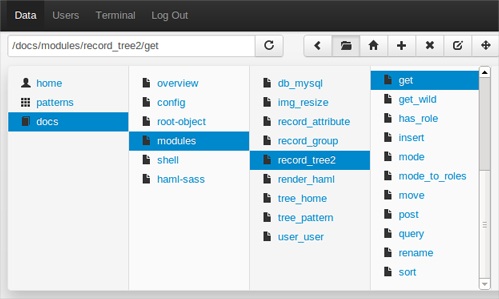 Data Users Terminal Log Out
/docs/modules/record_tree2/get
home
patterns
docs
overview
config
root-object
modules
shell
haml-sass
db_mysql
img_resize
record_attribute
record_group
record_tree2
render_haml
tree_home
tree_pattern
user_user
get
get_wild
has_role
insert
mode
mode_to_roles
move
post
query
rename
sort